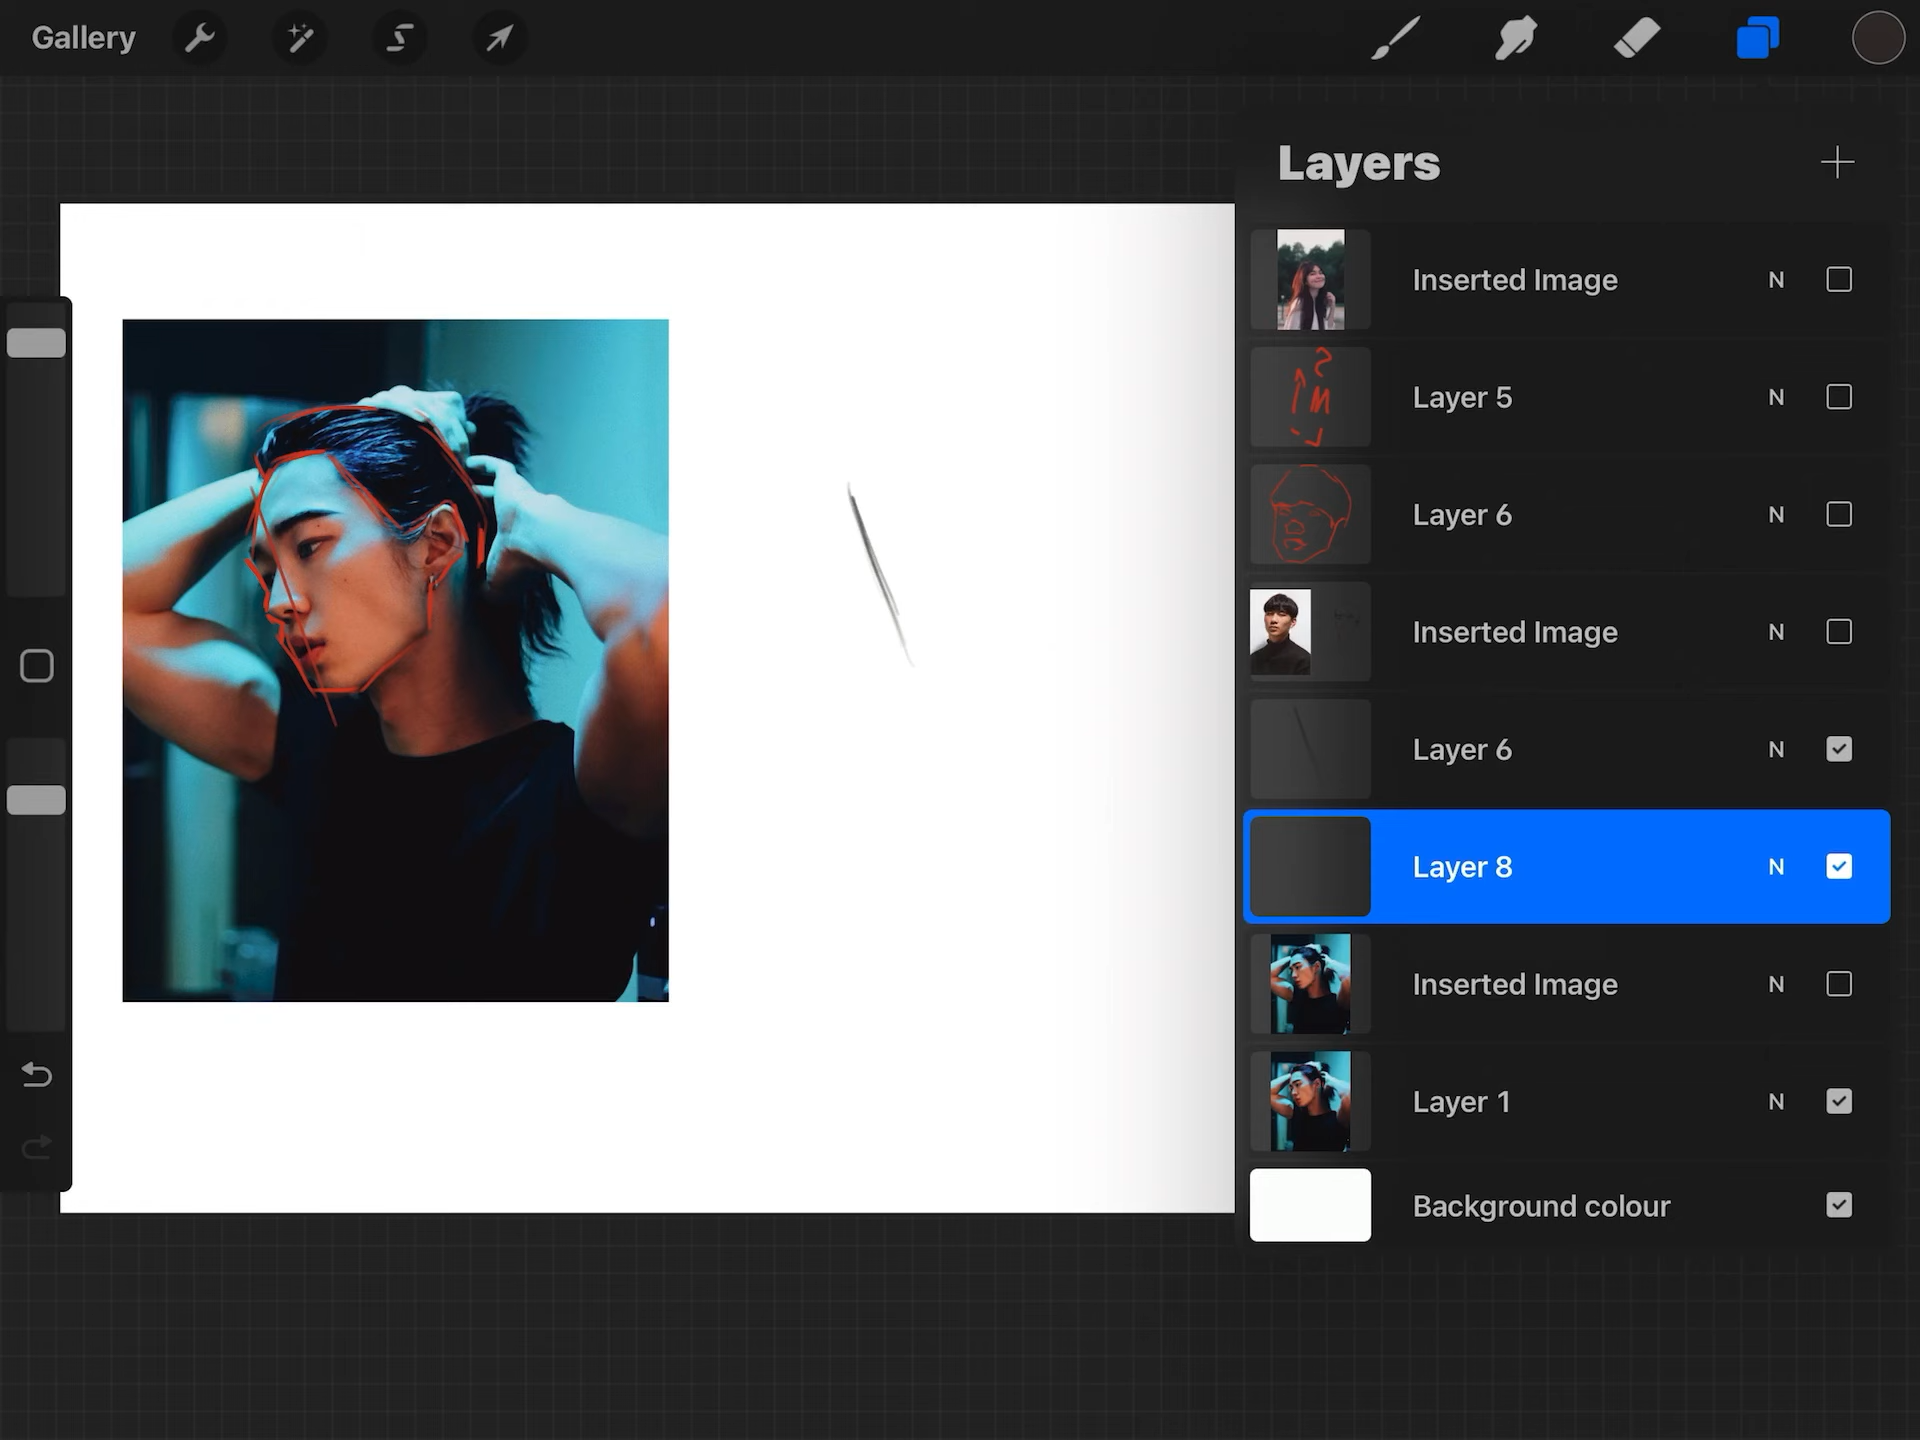 Gallery
Layers
Inserted Image N
Layer 5 N
Layer 6 N
Inserted Image N
Layer 6 N
Layer 8 N
Inserted Image N
Layer 1 N
Background colour